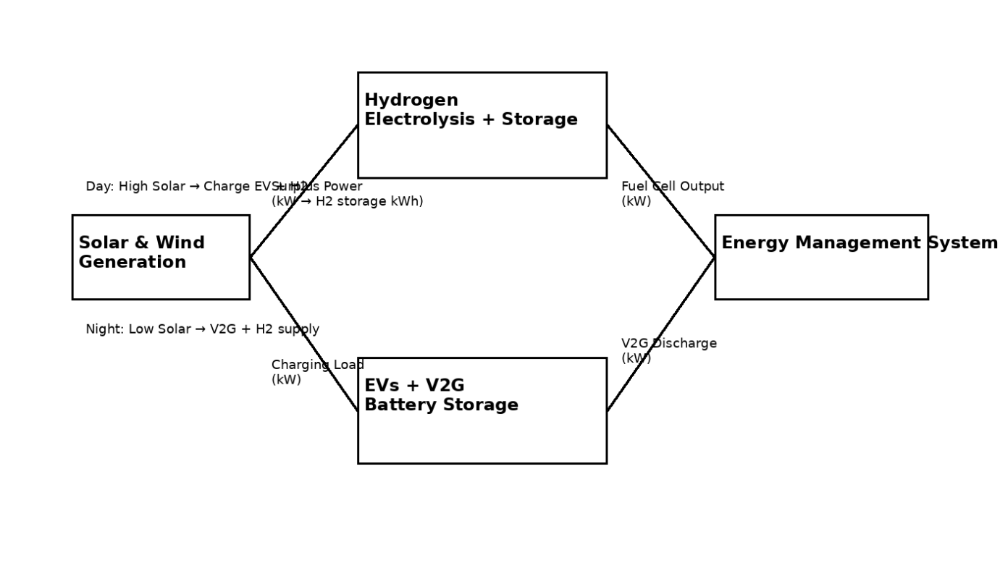 Hydrogen
Electrolysis + Storage
Day: High Solar → Charge EV + H2
Surplus Power
(kW → H2 storage kWh)
Fuel Cell Output
(kW)
Solar & Wind
Generation
Energy Management System
Night: Low Solar → V2G + H2 supply
Charging Load
(kW)
V2G Discharge
(kW)
EVs + V2G
Battery Storage